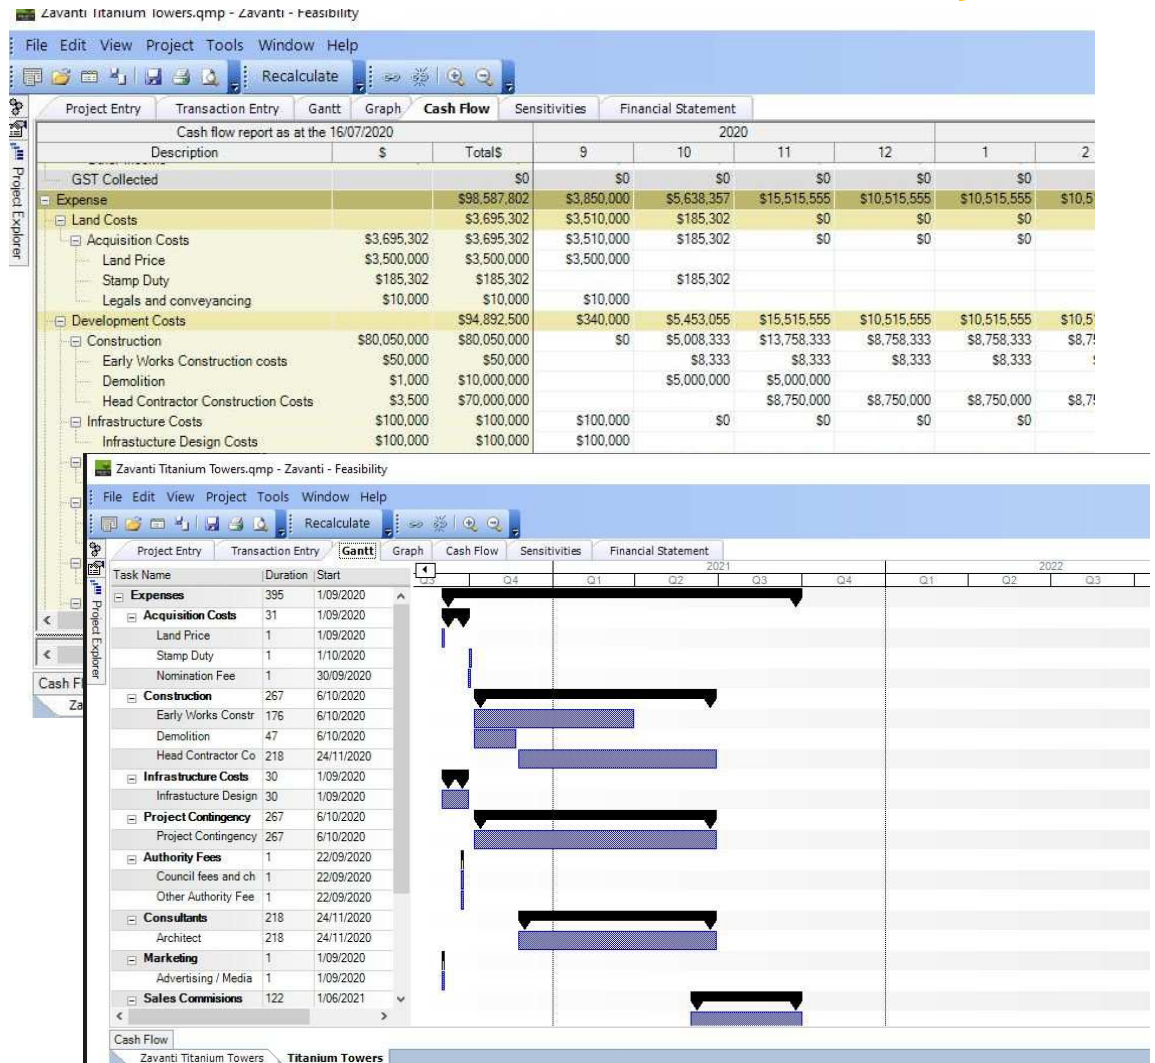 Zavanti Titanium Towers.qmp - Zavanti - Feasibility
File Edit View Project Tools Window Help
Recalculate
Project Entry Transaction Entry Gantt Graph Cash Flow Sensitivities Financial Statement
Cash flow report as at the 16/07/2020 2020
Description $ Total$ 9 10 11 12 1 2
GST Collected $0 $0 $0 $0 $0 $0
Expense $98,587,802 $3,850,000 $5,638,357 $15,515,555 $10,515,555 $10,515,555 $10,5
Land Costs $3,695,302 $3,510,000 $185,302 $0 $0 $0
Acquisition Costs $3,695,302 $3,695,302 $3,510,000 $185,302 $0 $0 $0
Land Price $3,500,000 $3,500,000 $3,500,000
Stamp Duty $185,302 $185,302 $185,302
Legals and conveyancing $10,000 $10,000 $10,000
Development Costs $94,892,500 $340,000 $5,453,055 $15,515,555 $10,515,555 $10,515,555 $10,5
Construction $80,050,000 $80,050,000 $0 $5,008,333 $13,758,333 $8,758,333 $8,758,333 $8,7
Early Works Construction costs $50,000 $50,000 $8,333 $8,333 $8,333 $8,333
Demolition $1,000 $10,000,000 $5,000,000 $5,000,000
Head Contractor Construction Costs $3,500 $70,000,000 $8,750,000 $8,750,000 $8,750,000 $8,7
Infrastructure Costs $100,000 $100,000 $100,000 $0 $0 $0 $0
Infrastucture Design Costs $100,000 $100,000 $100,000
Project Explorer
Cash Fl
Za
Zavanti Titanium Towers.qmp - Zavanti - Feasibility
File Edit View Project Tools Window Help
Recalculate
Project Entry Transaction Entry Gantt Graph Cash Flow Sensitivities Financial Statement
Task Name Duration Start 2021 2022
Q3 Q4 Q1 Q2 Q3 Q4 Q1 Q2 Q3
Expenses 395 1/09/2020
Acquisition Costs 31 1/09/2020
Land Price 1 1/09/2020
Stamp Duty 1 1/10/2020
Nomination Fee 1 30/09/2020
Construction 267 6/10/2020
Early Works Constr 176 6/10/2020
Demolition 47 6/10/2020
Head Contractor Co 218 24/11/2020
Infrastructure Costs 30 1/09/2020
Infrastucture Design 30 1/09/2020
Project Contingency 267 6/10/2020
Project Contingency 267 6/10/2020
Authority Fees 1 22/09/2020
Council fees and ch 1 22/09/2020
Other Authority Fee 1 22/09/2020
Consultants 218 24/11/2020
Architect 218 24/11/2020
Marketing 1 1/09/2020
Advertising / Media 1 1/09/2020
Sales Commisions 122 1/06/2021
Project Explorer
Cash Flow
Zavanti Titanium Towers Titanium Towers